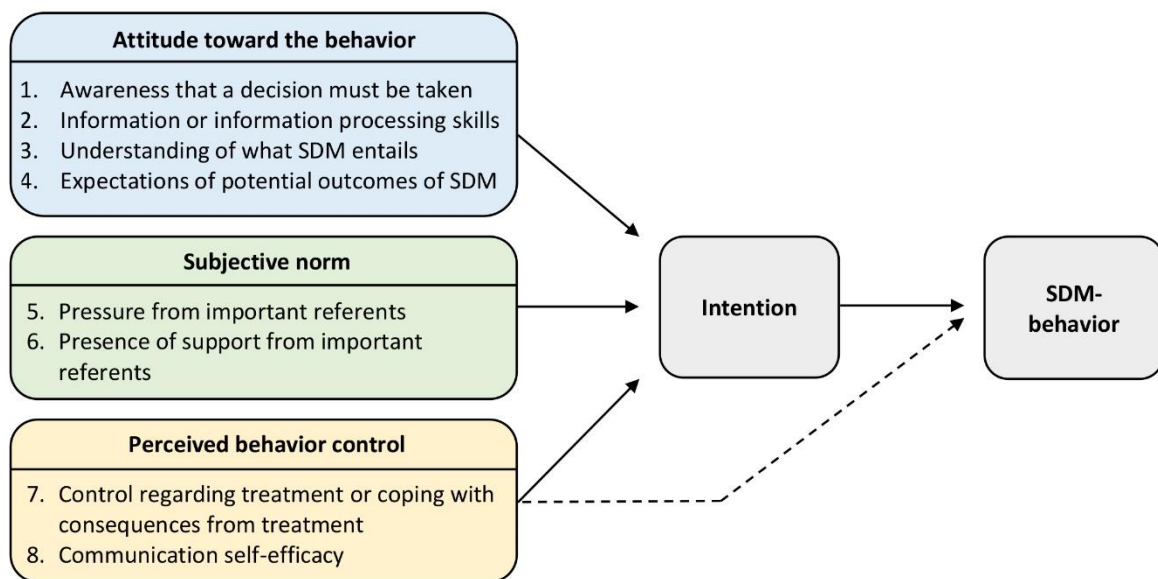 Attitude toward the behavior
1. Awareness that a decision must be taken
2. Information or information processing skills
3. Understanding of what SDM entails
4. Expectations of potential outcomes of SDM
Subjective norm
5. Pressure from important referents
6. Presence of support from important
referents
Perceived behavior control
7. Control regarding treatment or coping with
consequences from treatment
8. Communication self-efficacy
Intention
SDM-
behavior